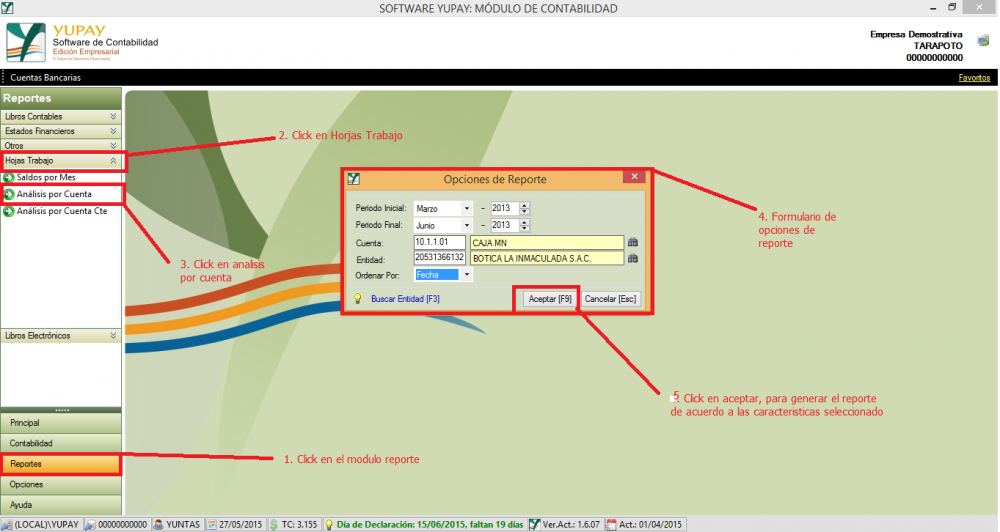 SOFTWARE YUPAY: MÓDULO DE CONTABILIDAD
YUPAY
Software de Contabilidad
Edición Empresarial
© Todos los Derechos Reservados
Empresa Demostrativa
TARAPOTO
00000000000
Cuentas Bancarias
Favoritos
Reportes
Libros Contables
Estados Financieros
Otros
Hojas Trabajo
Saldos por Mes
Análisis por Cuenta
Análisis por Cuenta Cte
2. Click en Horjas Trabajo
3. Click en analisis
por cuenta
Opciones de Reporte
Periodo Inicial: Marzo - 2013
Periodo Final: Junio - 2013
Cuenta: 10.1.1.01 CAJA MN
Entidad: 20531366132 BOTICA LA INMACULADA S.A.C.
Ordenar Por: Fecha
Buscar Entidad [F3]
Aceptar [F9]
Cancelar [Esc]
4. Formulario de
opciones de
reporte
5. Click en aceptar, para generar el reporte
de acuerdo a las caracteristicas seleccionado
Libros Electrónicos
Principal
Contabilidad
Reportes
Opciones
Ayuda
1. Click en el modulo reporte
(LOCAL)\YUPAY 00000000000 YUNTAS 27/05/2015 TC: 3.155 Día de Declaración: 15/06/2015, faltan 19 días Ver.Act.: 1.6.07 Act.: 01/04/2015